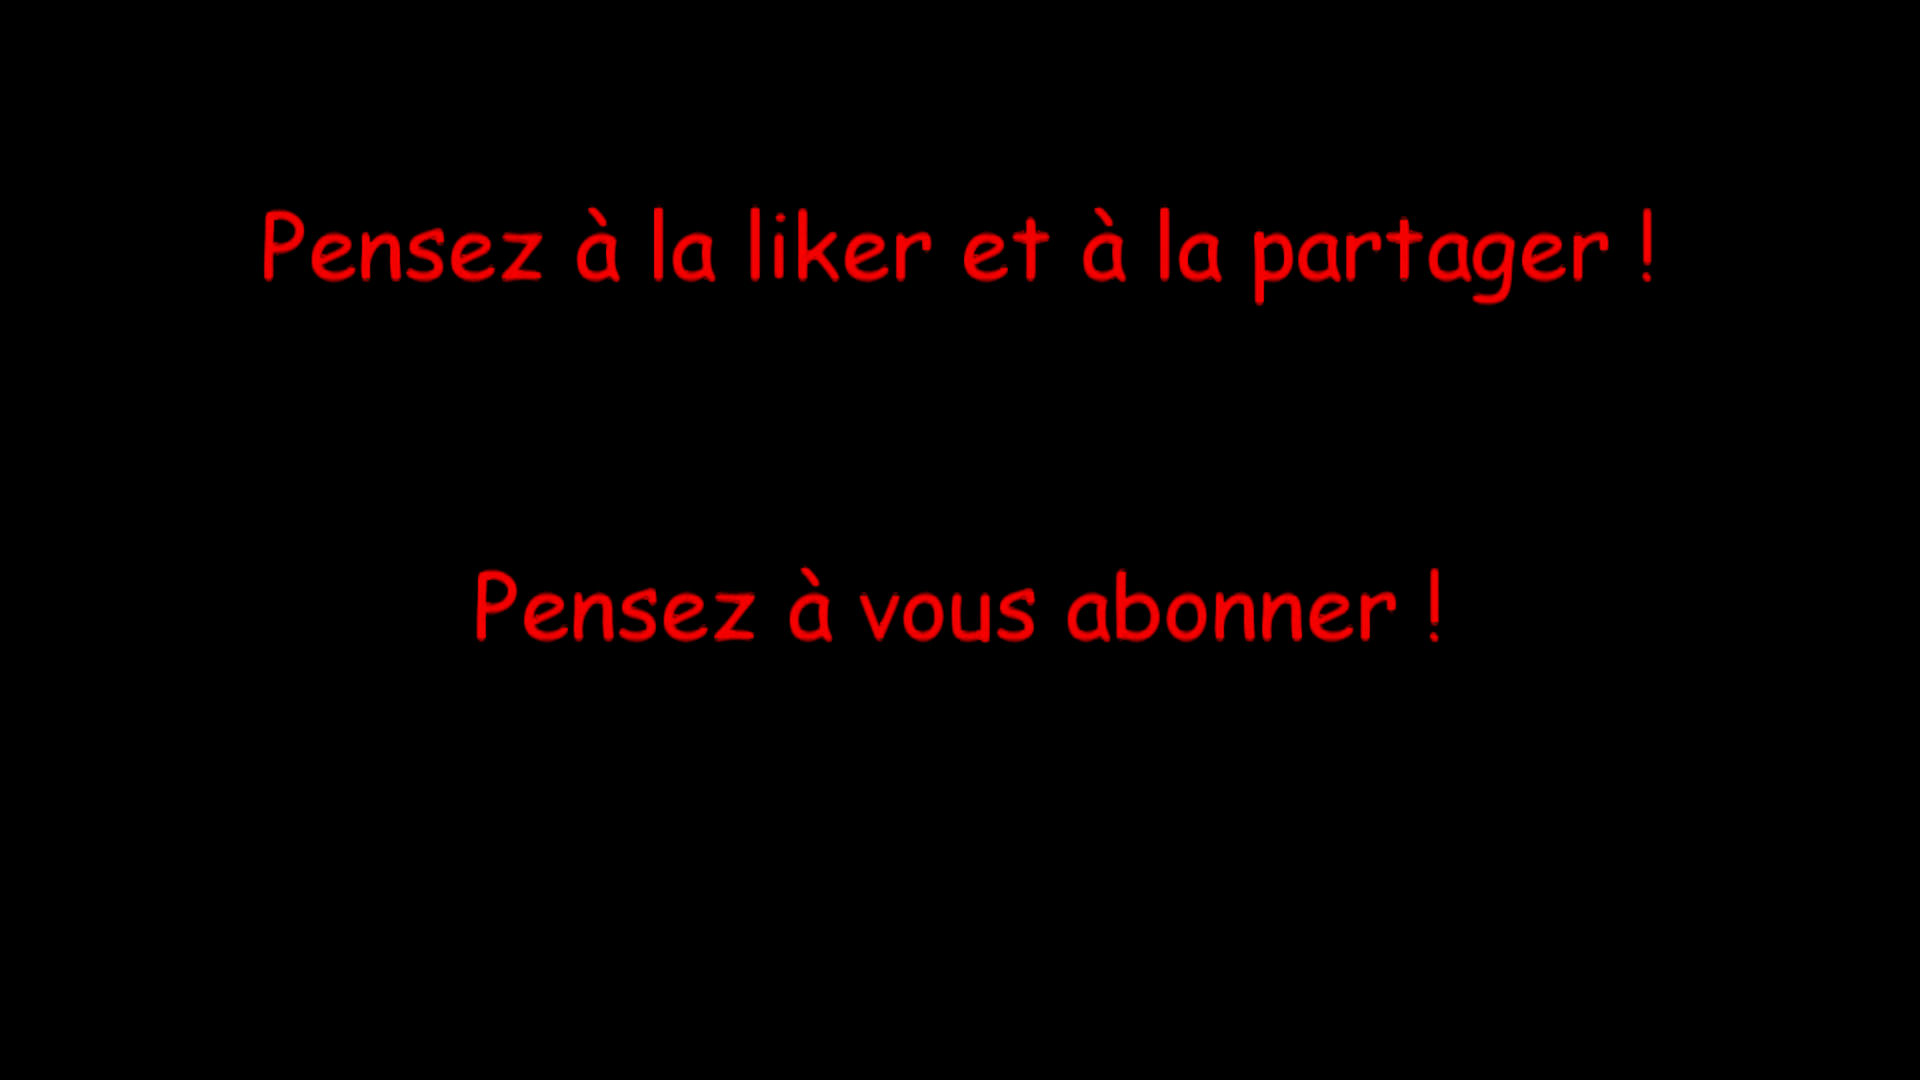 Pensez à la liker et à la partager !
Pensez à vous abonner !